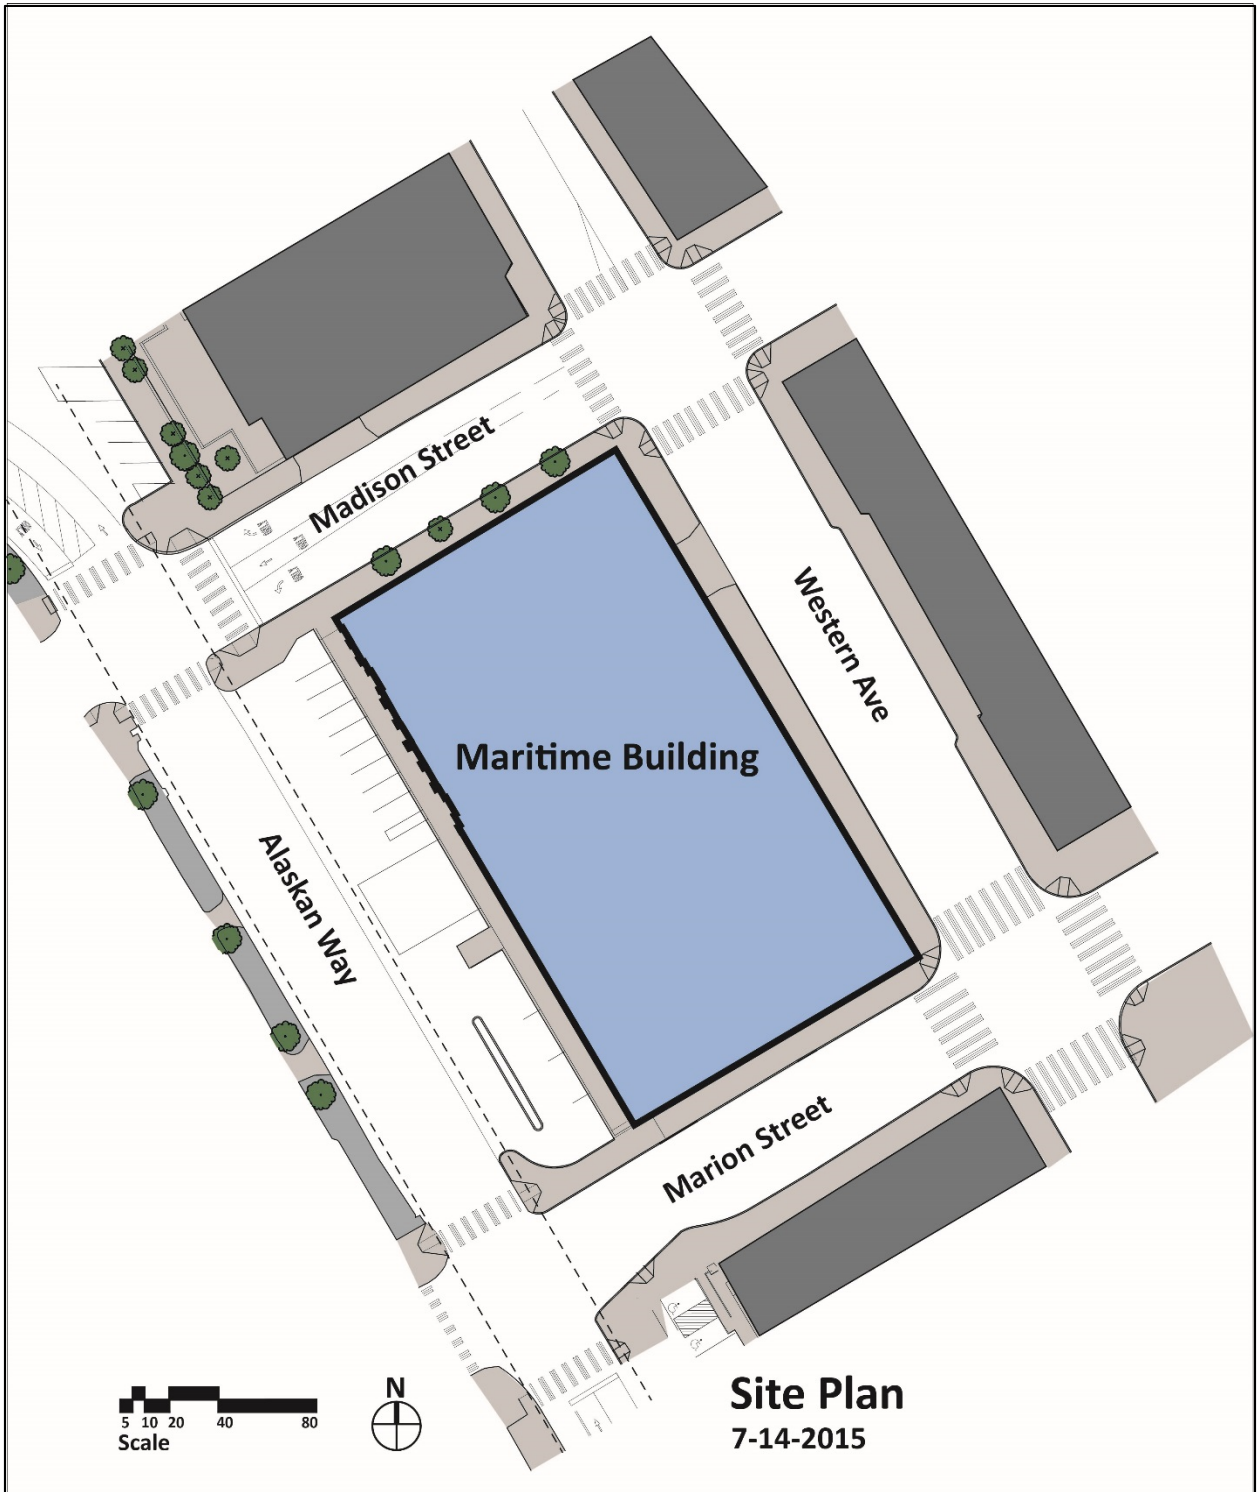 Madison Street
Western Ave
Maritime Building
Alaskan Way
Marion Street
5 10 20 40 80
Scale
N
Site Plan
7-14-2015